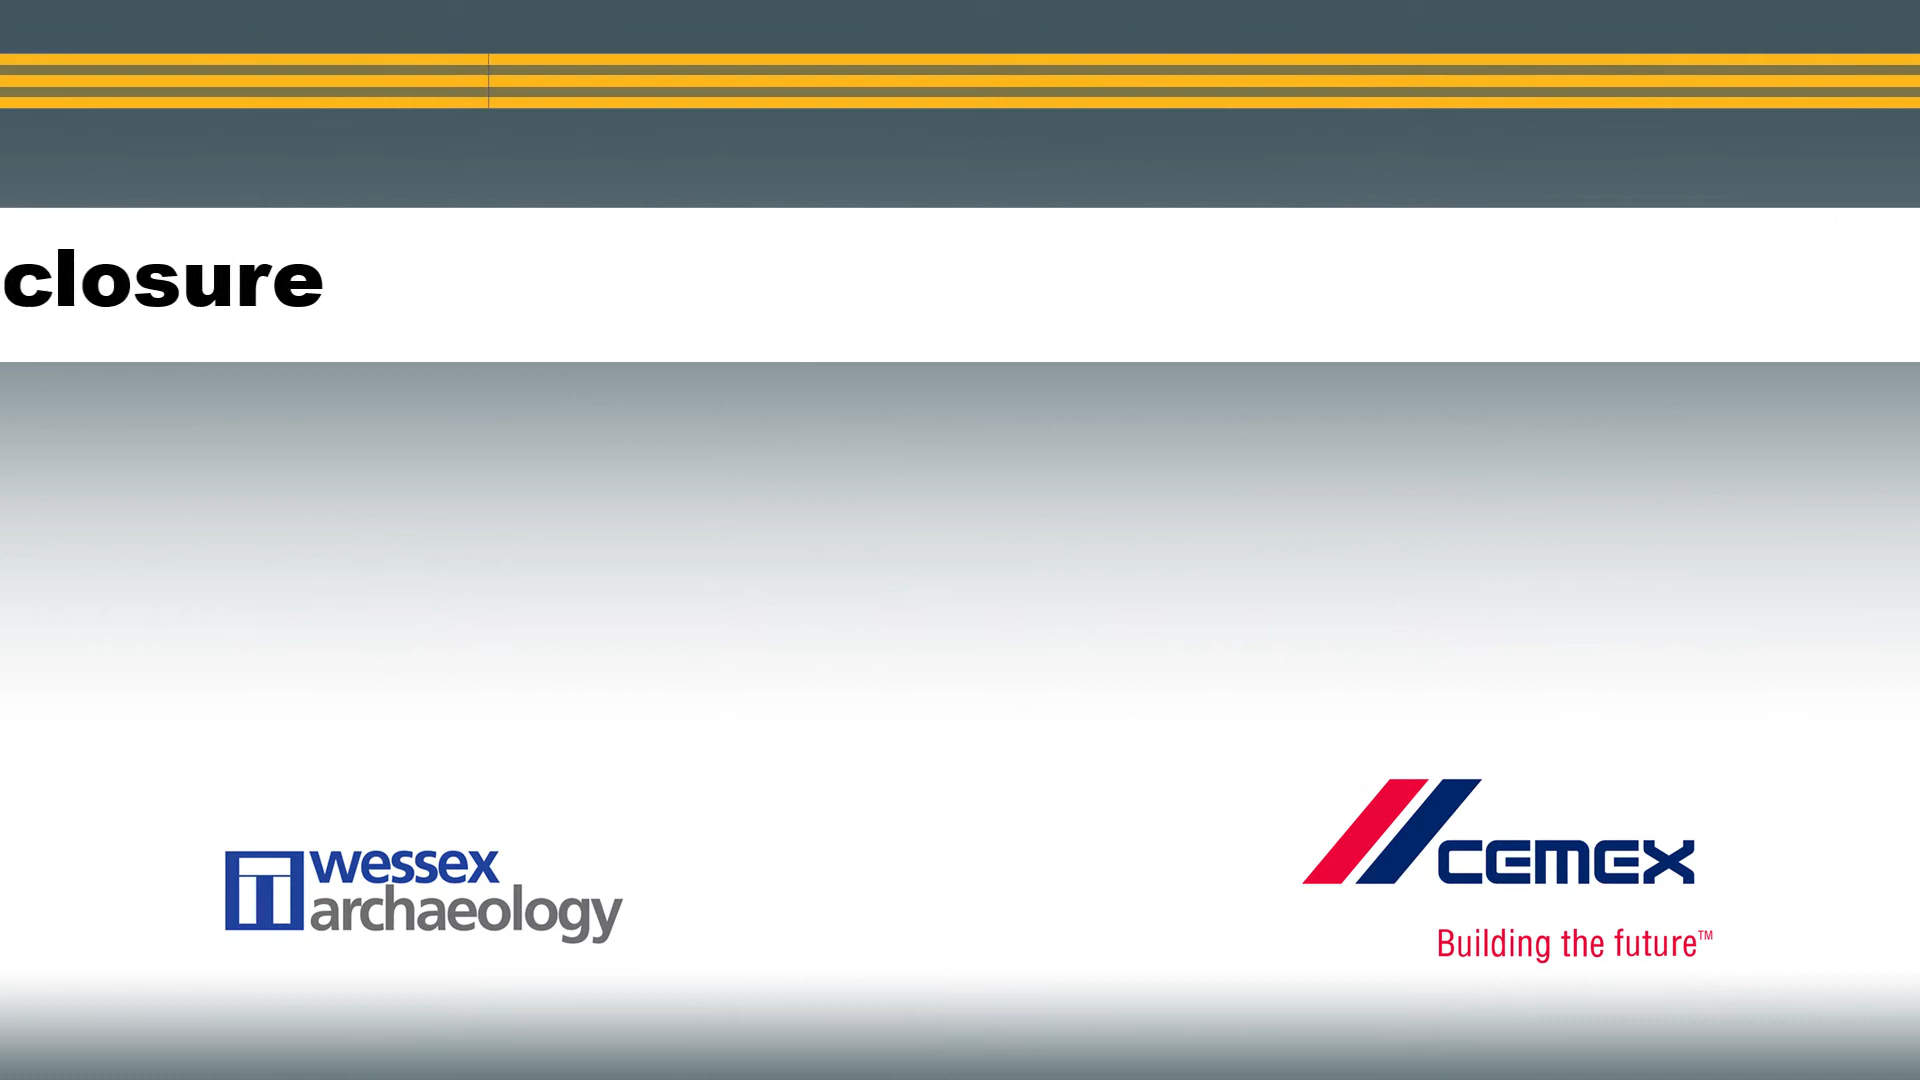 closure
wessex
archaeology
CEMEX
Building the future™